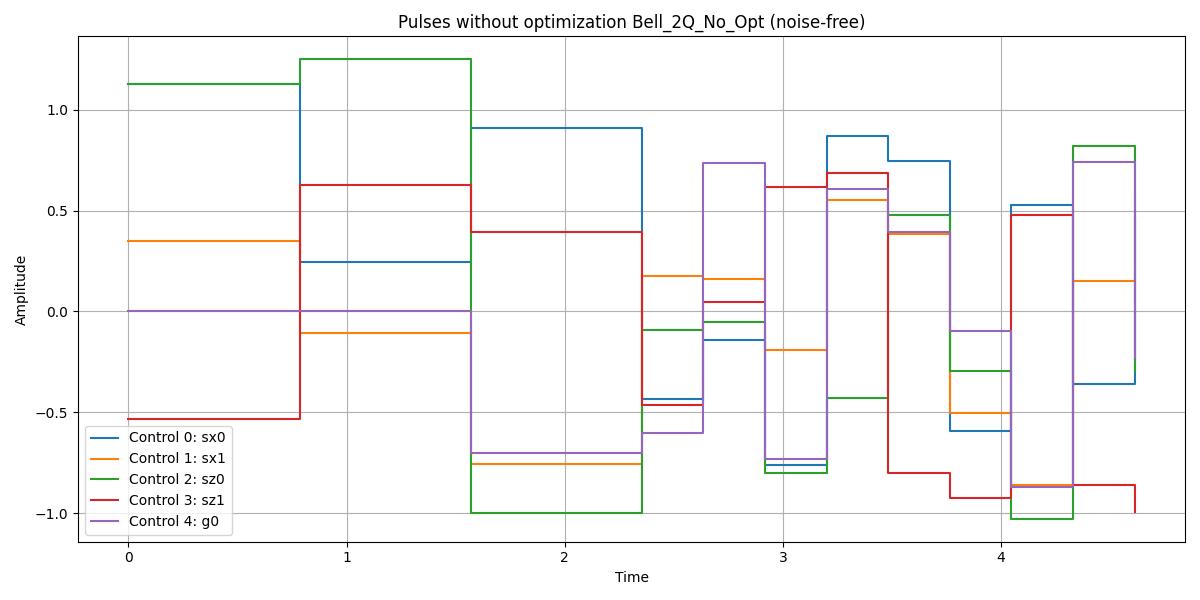 Pulses without optimization Bell_2Q_No_Opt (noise-free)
Amplitude
1.0
0.5
0.0
−0.5
−1.0
Control 0: sx0
Control 1: sx1
Control 2: sz0
Control 3: sz1
Control 4: g0
0 1 2 3 4
Time